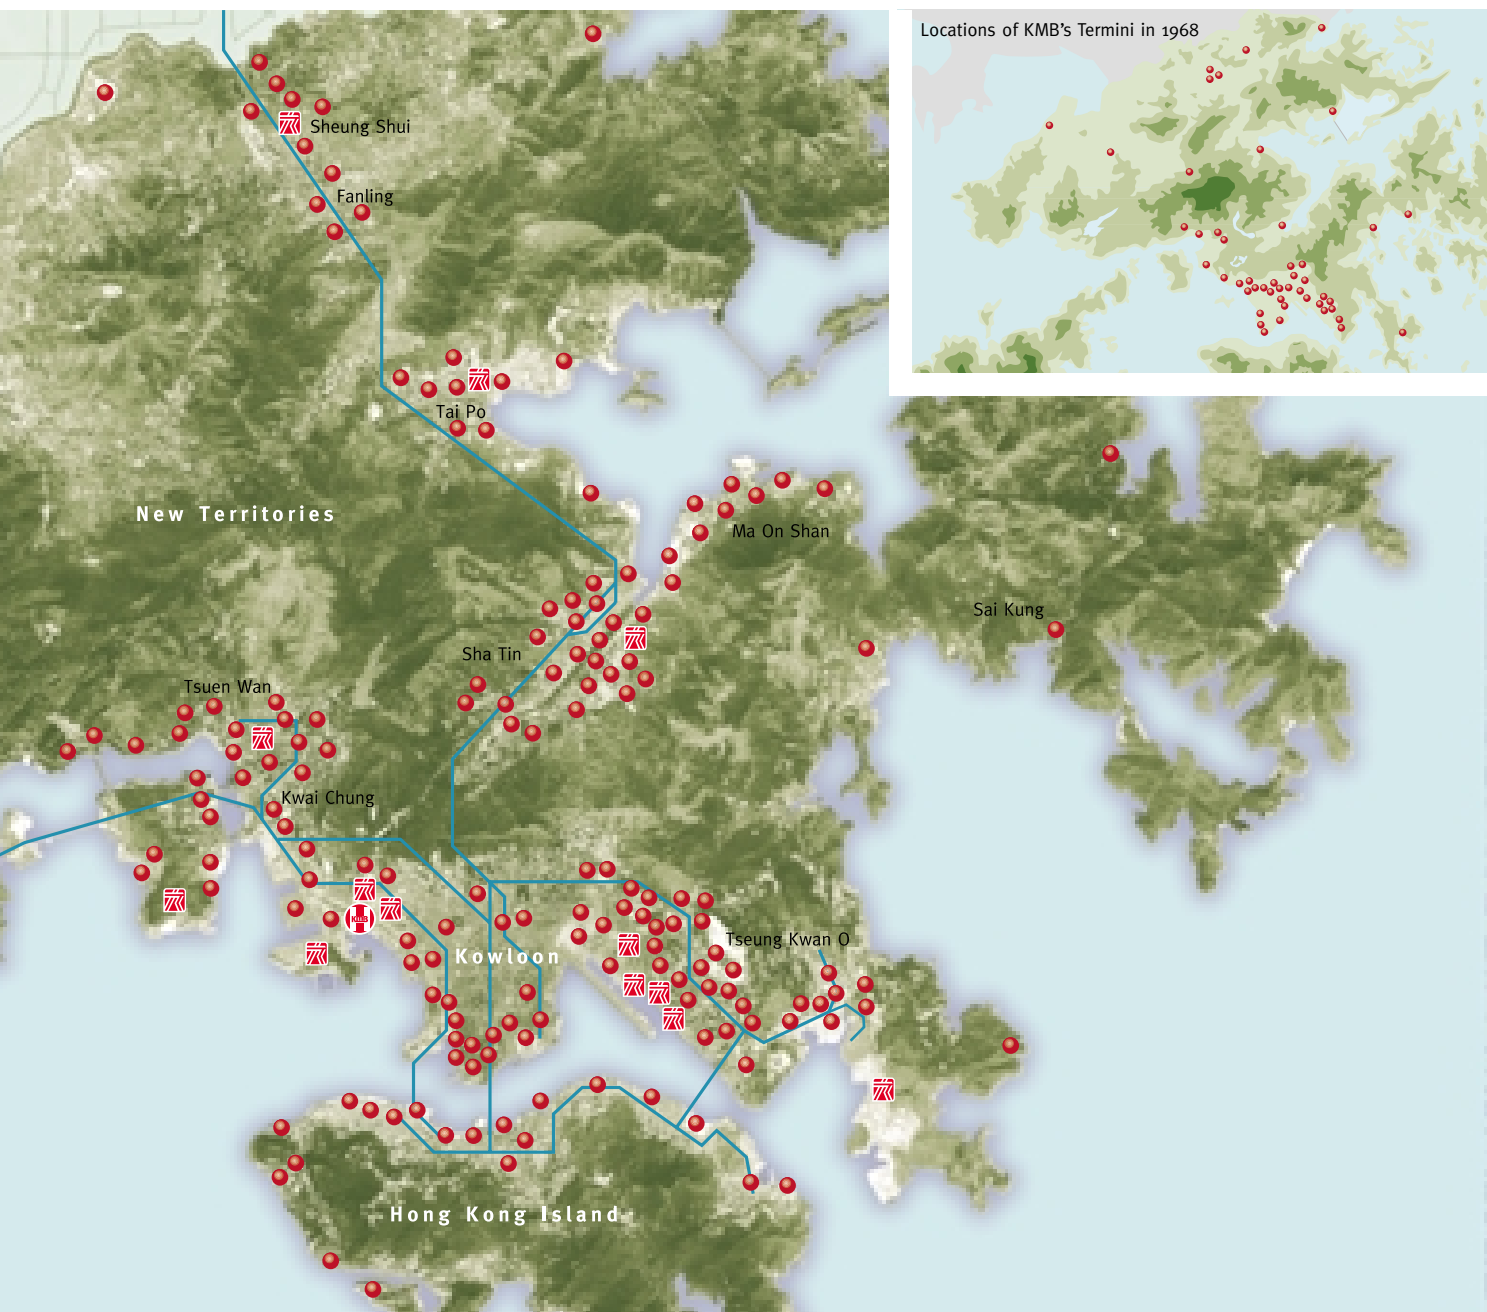 Locations of KMB's Termini in 1968
Sheung Shui
Fanling
Tai Po
New Territories
Ma On Shan
Sai Kung
Sha Tin
Tsuen Wan
Kwai Chung
KMB
Tseung Kwan O
Kowloon
Hong Kong Island